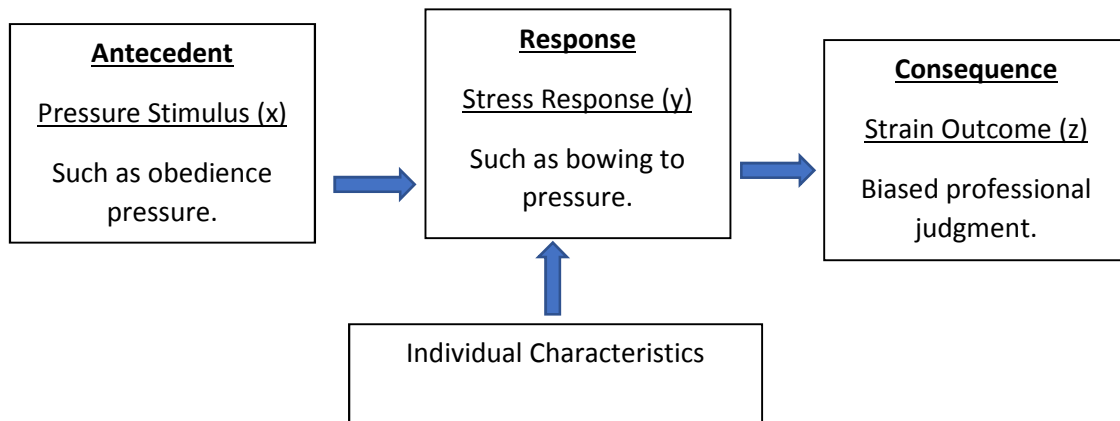 Antecedent
Pressure Stimulus (x)
Such as obedience
pressure.
Response
Stress Response (y)
Such as bowing to
pressure.
Consequence
Strain Outcome (z)
Biased professional
judgment.
Individual Characteristics